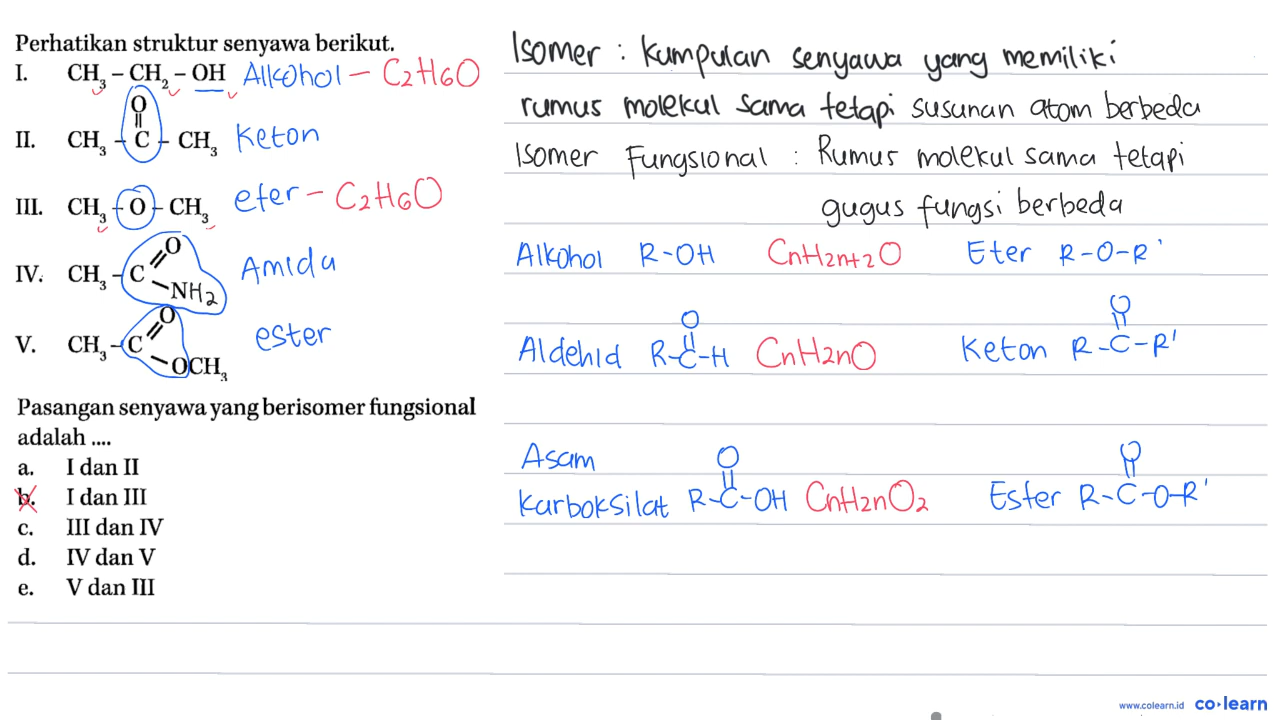 Perhatikan struktur senyawa berikut.
I. CH₃ – CH₂ – OH Alkohol – C₂H₆O
O
II. CH₃ – C – CH₃ Keton
III. CH₃ – O – CH₃ eter – C₂H₆O
O
IV. CH₃ – C Amida
NH₂
O
V. CH₃ – C ester
OCH₃
Pasangan senyawa yang berisomer fungsional
adalah ....
a. I dan II
b. I dan III
c. III dan IV
d. IV dan V
e. V dan III
Isomer : Kumpulan senyawa yang memiliki
rumus molekul sama tetapi susunan atom berbeda
Isomer Fungsional : Rumus molekul sama tetapi
gugus fungsi berbeda
Alkohol R-OH CnH2n+2O Eter R-O-R'
O O
Aldehid R-C-H CnH2nO Keton R-C-R'
Asam O O
Karboksilat R-C-OH CnH2nO2 Ester R-C-O-R'
www.colearn.id co·learn